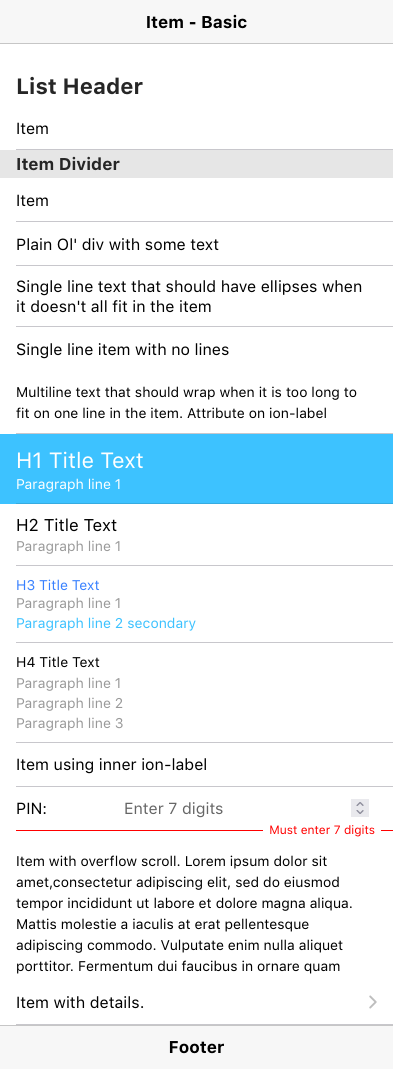 Item - Basic
List Header
Item
Item Divider
Item
Plain Ol' div with some text
Single line text that should have ellipses when
it doesn't all fit in the item
Single line item with no lines
Multiline text that should wrap when it is too long to
fit on one line in the item. Attribute on ion-label
H1 Title Text
Paragraph line 1
H2 Title Text
Paragraph line 1
H3 Title Text
Paragraph line 1
Paragraph line 2 secondary
H4 Title Text
Paragraph line 1
Paragraph line 2
Paragraph line 3
Item using inner ion-label
PIN: Enter 7 digits
Must enter 7 digits
Item with overflow scroll. Lorem ipsum dolor sit
amet,consectetur adipiscing elit, sed do eiusmod
tempor incididunt ut labore et dolore magna aliqua.
Mattis molestie a iaculis at erat pellentesque
adipiscing commodo. Vulputate enim nulla aliquet
porttitor. Fermentum dui faucibus in ornare quam
Item with details.
Footer